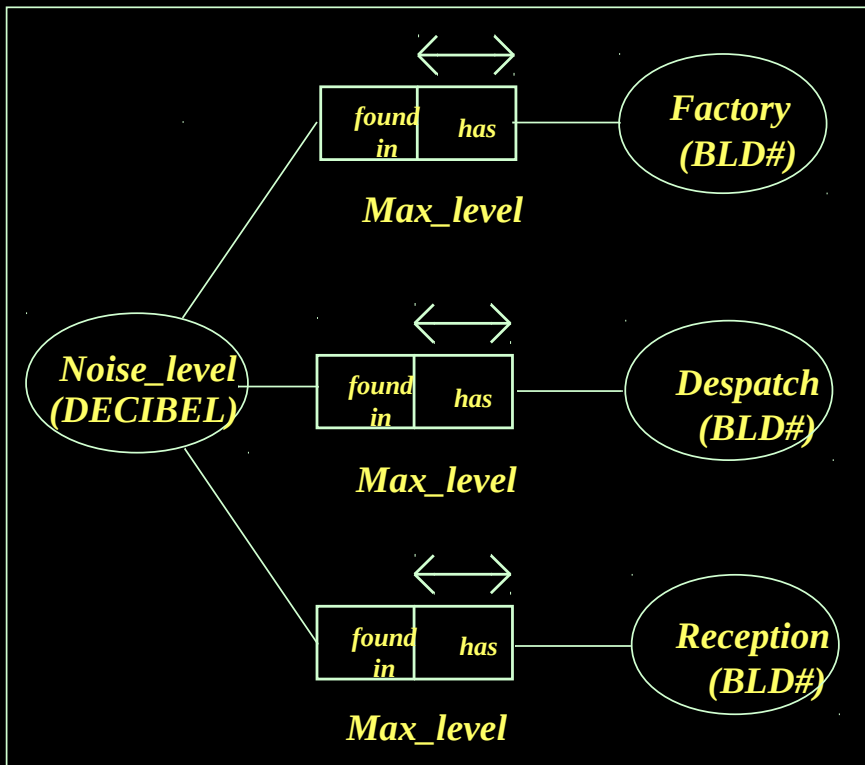 found
in
has
Factory
(BLD#)
Max_level
Noise_level
(DECIBEL)
found
in
has
Despatch
(BLD#)
Max_level
found
in
has
Reception
(BLD#)
Max_level